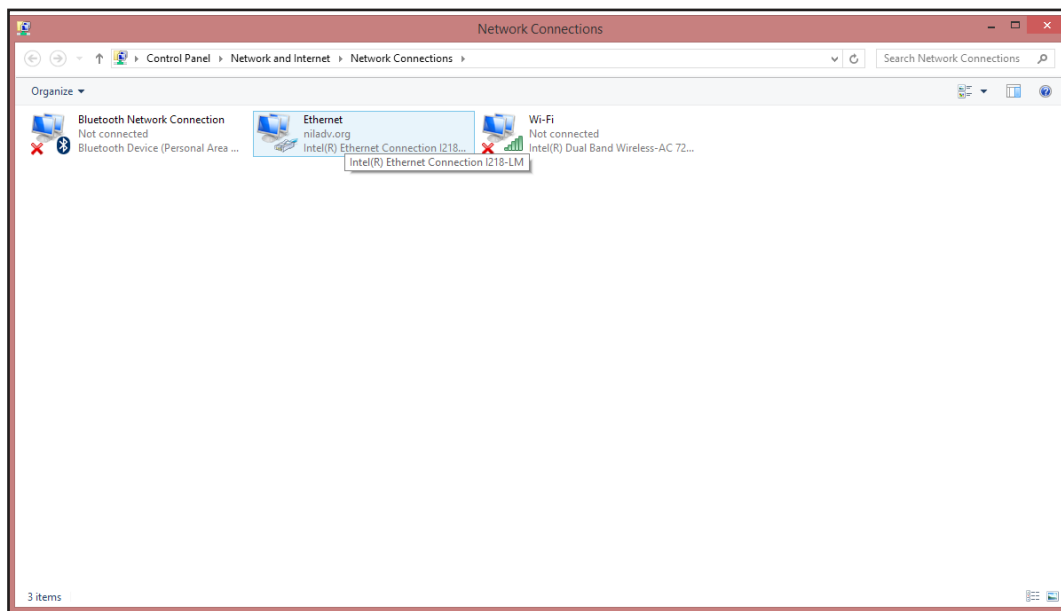 Network Connections
Control Panel Network and Internet Network Connections
Search Network Connections
Organize
Bluetooth Network Connection
Not connected
Bluetooth Device (Personal Area ...
Ethernet
niladv.org
Intel(R) Ethernet Connection I218...
Intel(R) Ethernet Connection I218-LM
Wi-Fi
Not connected
Intel(R) Dual Band Wireless-AC 72...
3 items